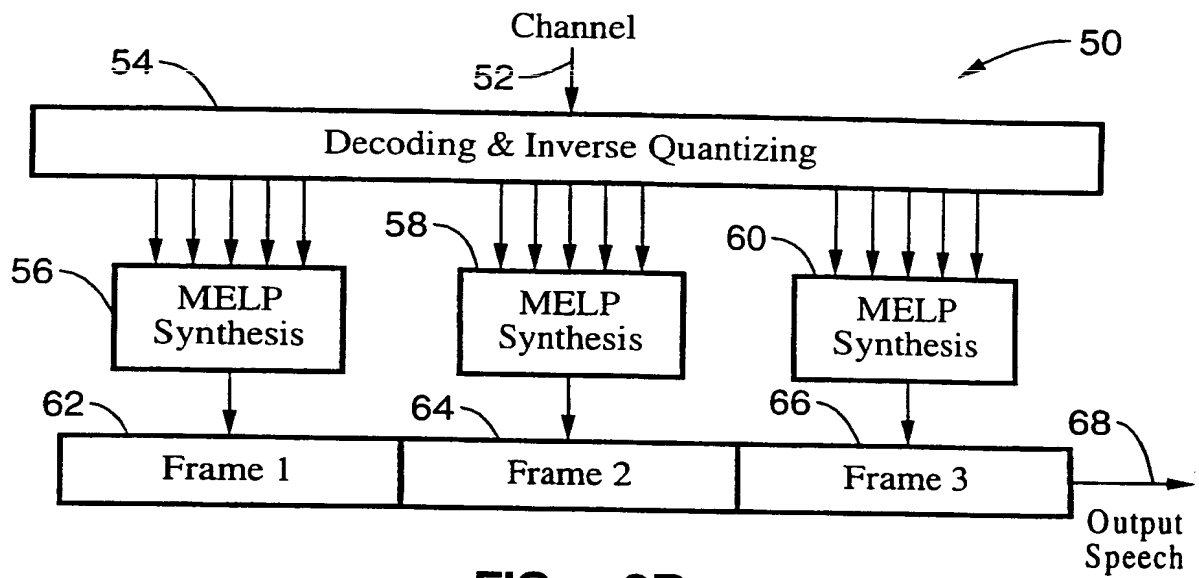 Channel
50
54
52
Decoding & Inverse Quantizing
56
MELP
Synthesis
58
MELP
Synthesis
60
MELP
Synthesis
62
64
66
68
Frame 1
Frame 2
Frame 3
Output
Speech